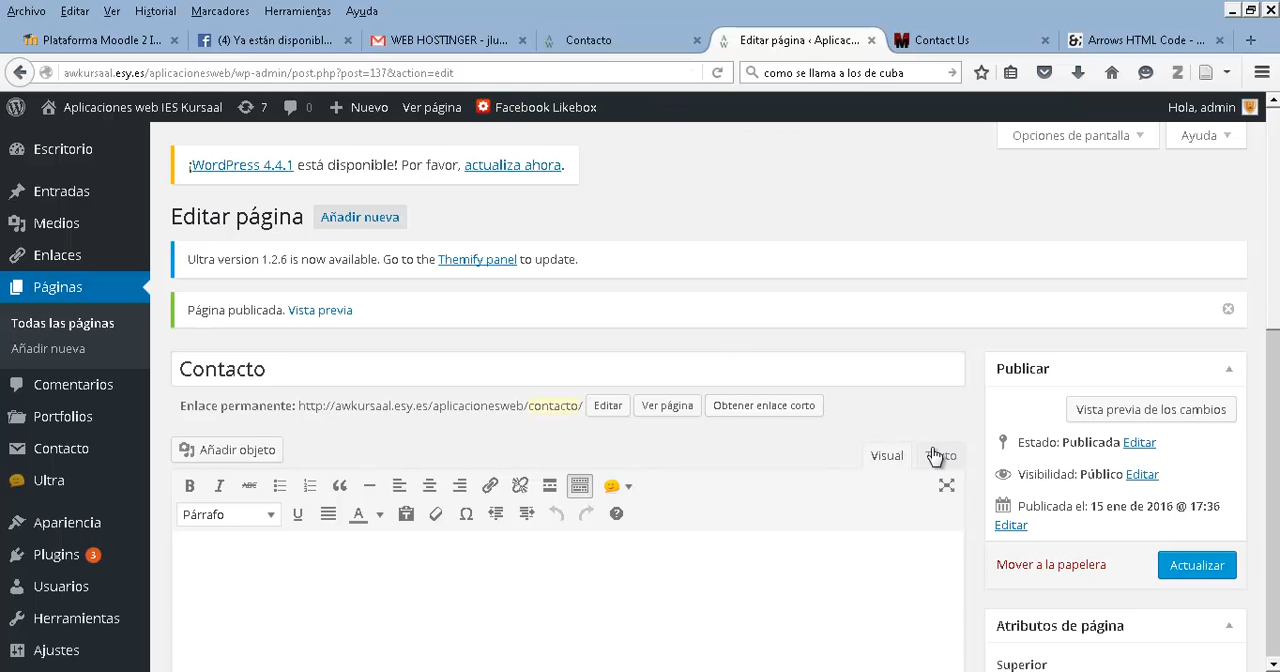 Archivo Editar Ver Historial Marcadores Herramientas Ayuda
Plataforma Moodle 2 I... × (4) Ya están disponibl... × WEB HOSTINGER - jlu... × Contacto × Editar página ‹ Aplicac... × Contact Us × &; Arrows HTML Code - ... × +
awkursaal.esy.es/aplicacionesweb/wp-admin/post.php?post=137&action=edit como se llama a los de cuba
Aplicaciones web IES Kursaal 7 0 + Nuevo Ver página Facebook Likebox Hola, admin
Opciones de pantalla Ayuda
Escritorio
Entradas
Medios
Enlaces
Páginas
Todas las páginas
Añadir nueva
Comentarios
Portfolios
Contacto
Ultra
Apariencia
Plugins 3
Usuarios
Herramientas
Ajustes
¡WordPress 4.4.1 está disponible! Por favor, actualiza ahora.
Editar página Añadir nueva
Ultra version 1.2.6 is now available. Go to the Themify panel to update.
Página publicada. Vista previa
Contacto
Enlace permanente: http://awkursaal.esy.es/aplicacionesweb/contacto/ Editar Ver página Obtener enlace corto
Añadir objeto
Visual
B I ABC
Párrafo U A Ω
Publicar
Vista previa de los cambios
Estado: Publicada Editar
Visibilidad: Público Editar
Publicada el: 15 ene de 2016 @ 17:36
Editar
Mover a la papelera Actualizar
Atributos de página
Superior